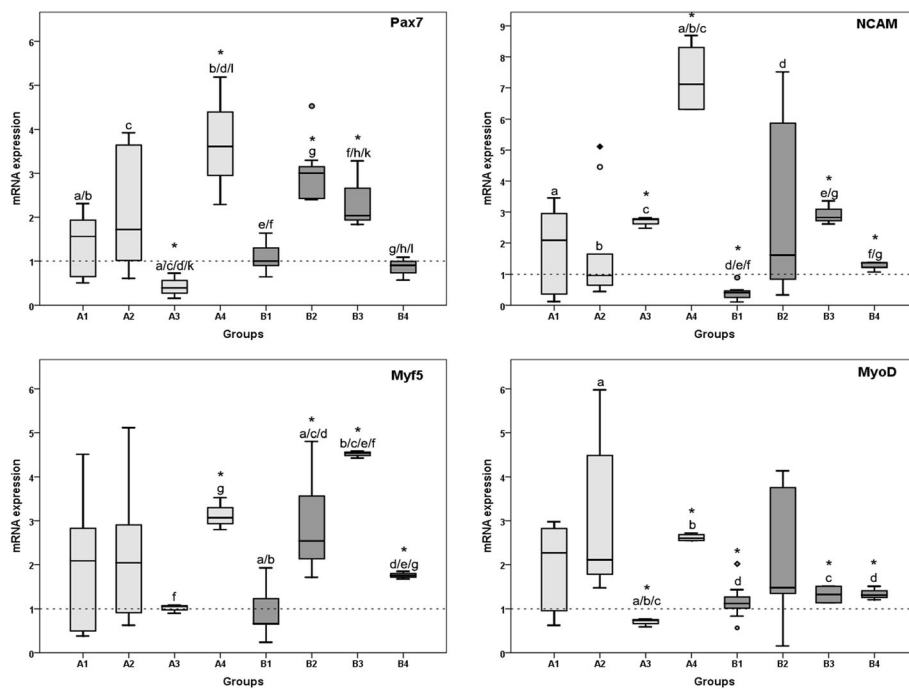 Pax7
mRNA expression
6
5
4
3
2
1
0
a/b
c
*
a/c/d/k
*
b/d/l
e/f
*
g
*
f/h/k
g/h/l
A1 A2 A3 A4 B1 B2 B3 B4
Groups
NCAM
mRNA expression
9
8
7
6
5
4
3
2
1
0
a
b
*
c
*
a/b/c
*
d/e/f
d
*
e/g
*
f/g
A1 A2 A3 A4 B1 B2 B3 B4
Groups
Myf5
mRNA expression
6
5
4
3
2
1
0
f
*
g
a/b
*
a/c/d
*
b/c/e/f
*
d/e/g
A1 A2 A3 A4 B1 B2 B3 B4
Groups
MyoD
mRNA expression
6
5
4
3
2
1
0
a
*
a/b/c
*
b
*
d
*
c
*
d
A1 A2 A3 A4 B1 B2 B3 B4
Groups